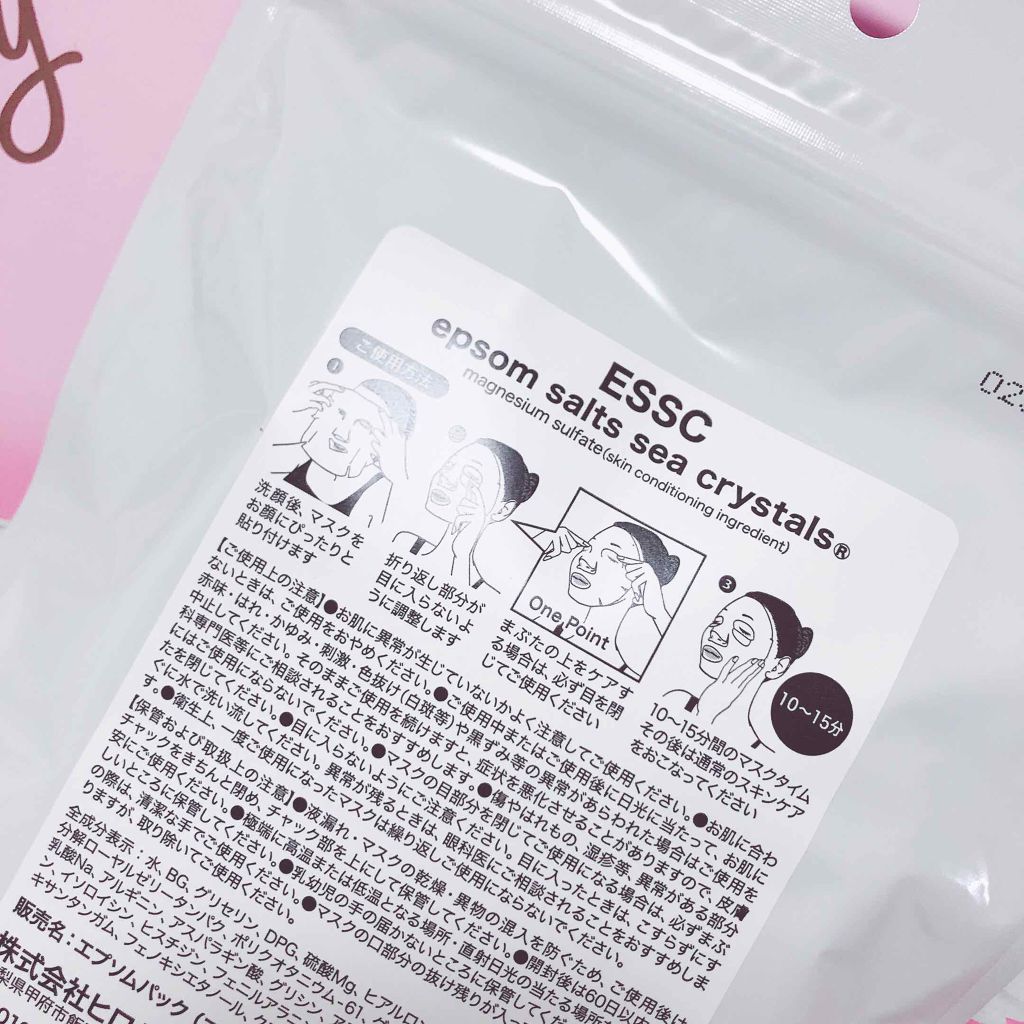 y
02
ESSC
epsom salts sea crystals®
magnesium sulfate(skin conditioning ingredient)
ご使用方法
1
洗顔後、マスクを
お顔にぴったりと
貼り付けます
折り返し部分が
目に入らないよ
うに調整します
One Point
まぶたの上をケアす
る場合は、必ず目を閉
じてご使用ください
3
10〜15分
10〜15分間のマスクタイム
その後は通常のスキンケア
をおこなってください
【ご使用上の注意】●お肌に異常が生じていないかよく注意してご使用ください。●お肌に合わ
ないときは、ご使用をおやめください。●ご使用中またはご使用後に日光に当たって、お肌に
赤味・はれ・かゆみ・刺激・色抜け(白斑等)や黒ずみ等の異常があらわれた場合はご使用を
中止してください。そのままご使用を続けますと、症状を悪化させることがありますので、皮膚
科専門医等にご相談されることをおすすめします。●傷やはれもの、湿疹等、異常がある部分
にはご使用にならないでください。●マスクの目部分を閉じてご使用になる場合は、必ずまぶ
たを閉じてください。●目に入らないようにご注意ください。目に入ったときは、こすらずにす
ぐに水で洗い流してください。異常が残るときは、眼科医にご相談されることをおすすめしま
す。●衛生上、一度ご使用になったマスクは繰り返しご使用にならないでください。
【保管および取扱上の注意】●液漏れ・マスクの乾燥・異物の混入を防ぐため、ご使用後は
チャックをきちんと閉め、チャック部を上にして保管してください。●開封後は60日以内
安にご使用ください。●極端に高温または低温となる場所・直射日光の当たる場所
しいところに保管してください。●乳幼児の手の届かないところに保管してく
の際は、清潔な手でご使用ください。●マスクの口部分の抜け残りが入っ
りますが、取り除いてご使用ください。
全成分表示：水、BG、グリセリン、DPG、硫酸Mg、ヒアルロン
分解ローヤルゼリータンパク、ポリクオタニウム-61、
乳酸Na、アルギニン、アスパラギン酸、グリシン、
ン、イソロイシン、ヒスチジン、フェニルアラニン
キサンタンガム、フェノキシエタノール、
販売名：エプソムパック
株式会社ヒロ
梨県甲府市飯